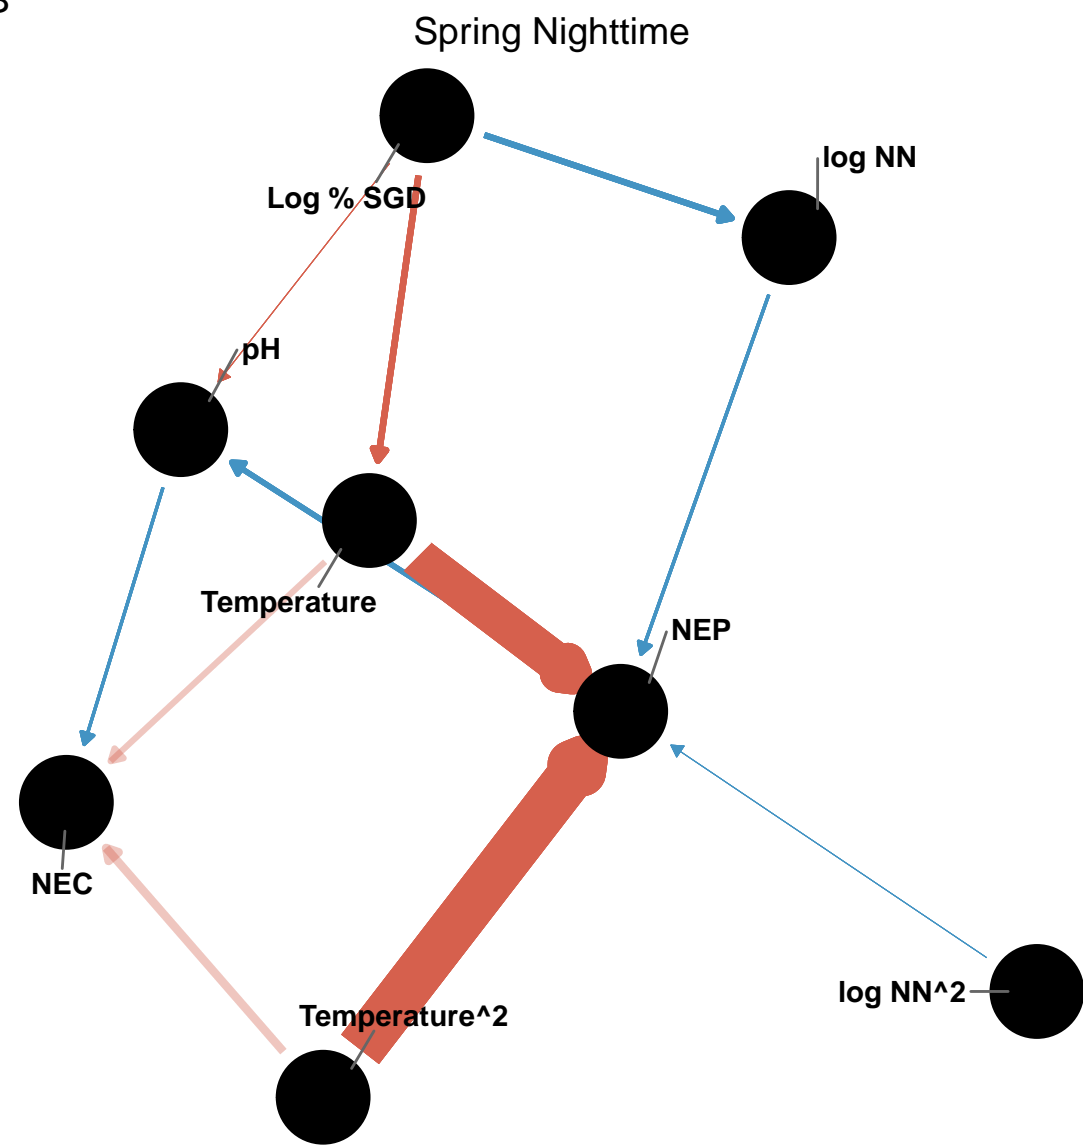 Spring Nighttime
log NN
Log % SGD
pH
Temperature
NEP
NEC
log NN^2
Temperature^2